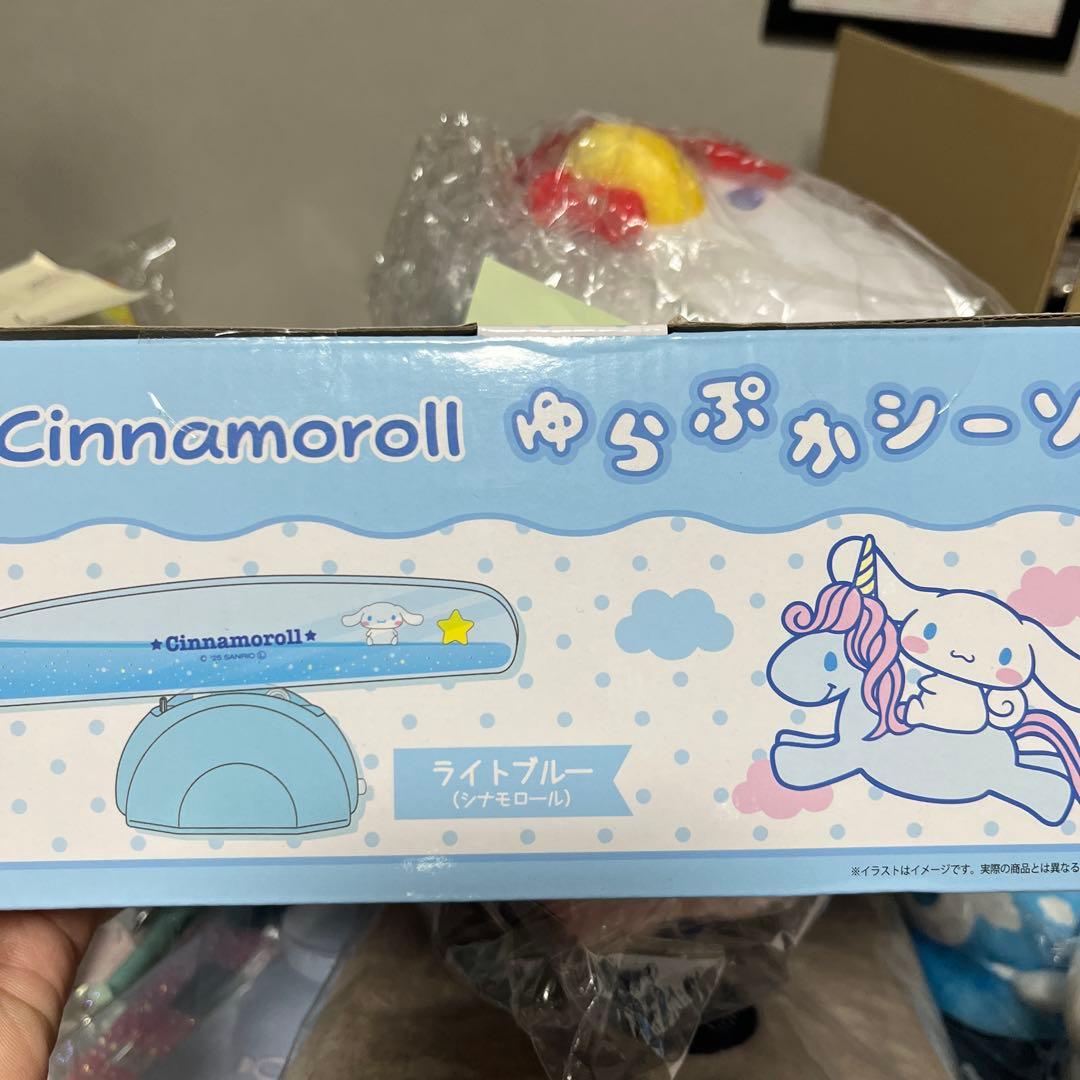 Cinnamoroll ゆらぷかシーソ
★Cinnamoroll★
© '25 SANRIO Ⓛ
ライトブルー
(シナモロール)
※イラストはイメージです。実際の商品とは異なる